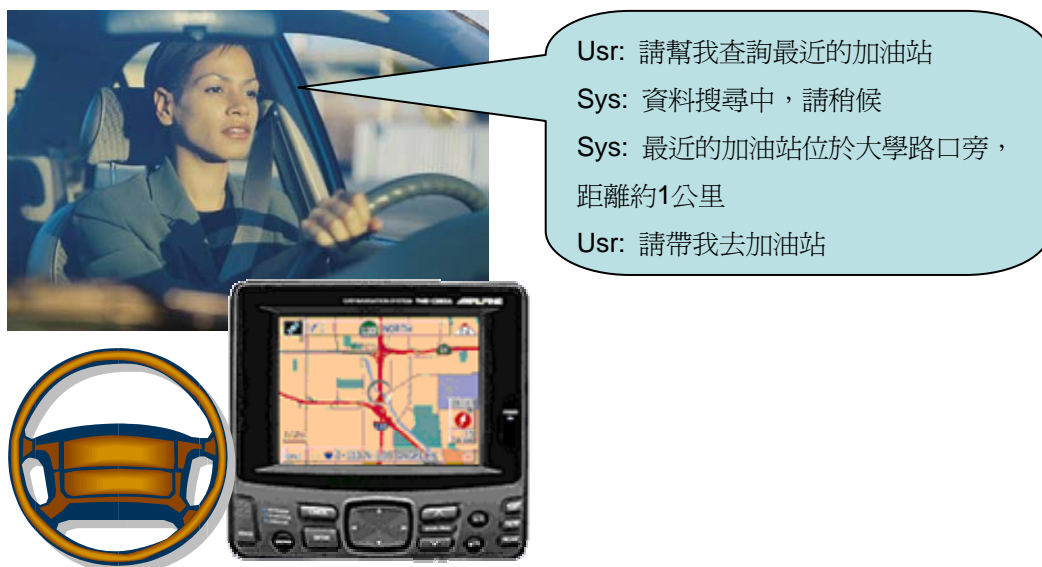 Usr: 請幫我查詢最近的加油站
Sys: 資料搜尋中，請稍候
Sys: 最近的加油站位於大學路口旁，
距離約1公里
Usr: 請帶我去加油站
ALPINE
NORTH